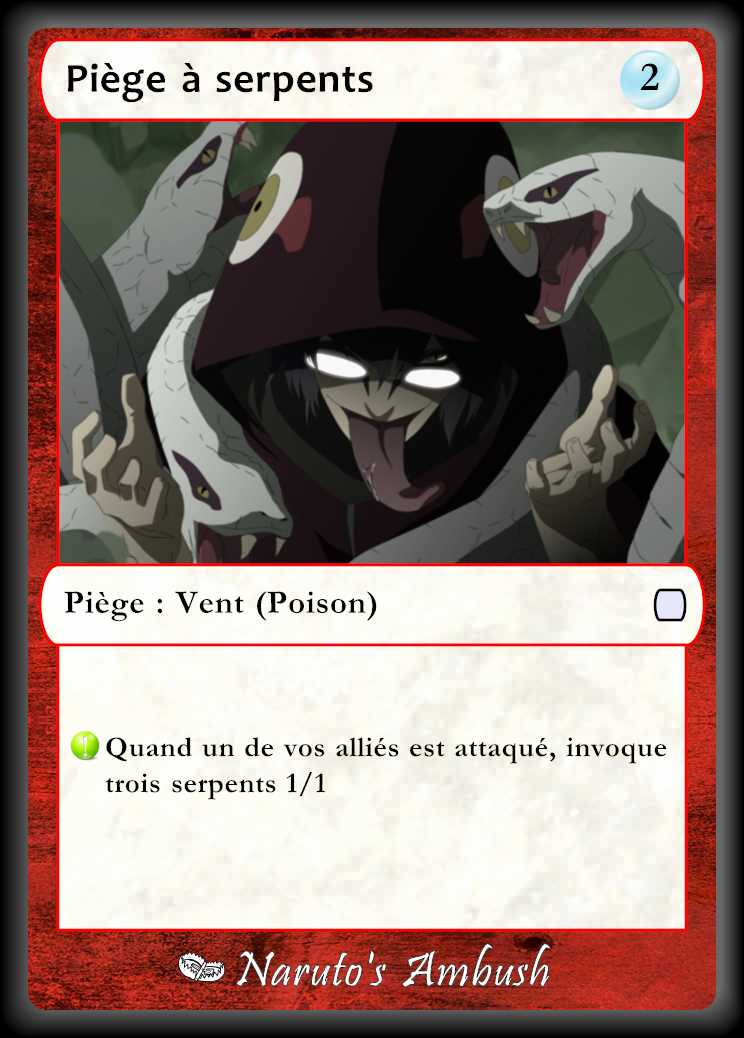 Piège à serpents
2
Piège : Vent (Poison)
! Quand un de vos alliés est attaqué, invoque
trois serpents 1/1
Naruto's Ambush